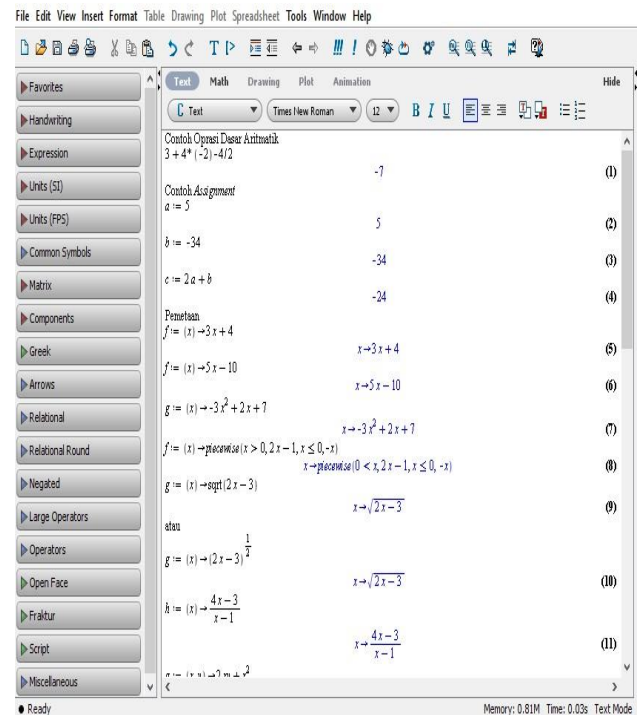 File Edit View Insert Format Table Drawing Plot Spreadsheet Tools Window Help
Favorites
Handwriting
Expression
Units (SI)
Units (FPS)
Common Symbols
Matrix
Components
Greek
Arrows
Relational
Relational Round
Negated
Large Operators
Operators
Open Face
Fraktur
Script
Miscellaneous
Text Math Drawing Plot Animation Hide
C Text Times New Roman 12 B I U
Contoh Oprasi Dasar Aritmatik
3 + 4* (-2) -4/2
-7 (1)
Contoh Assignment
a := 5
5 (2)
b := -34
-34 (3)
c := 2 a + b
-24 (4)
Pemetaan
f := (x) →3 x + 4
x→3 x + 4 (5)
f := (x) →5 x − 10
x→5 x − 10 (6)
g := (x) → -3 x² + 2 x + 7
x→ -3 x² + 2 x + 7 (7)
f := (x) →piecewise(x > 0, 2 x − 1, x ≤ 0, -x)
x→piecewise(0 < x, 2 x − 1, x ≤ 0, -x) (8)
g := (x) →sqrt(2 x − 3)
x→√(2 x − 3) (9)
atau
g := (x) → (2 x − 3)^(1/2)
x→√(2 x − 3) (10)
h := (x) → (4 x − 3)/(x − 1)
x→ (4 x − 3)/(x − 1) (11)
Ready Memory: 0.81M Time: 0.03s Text Mode